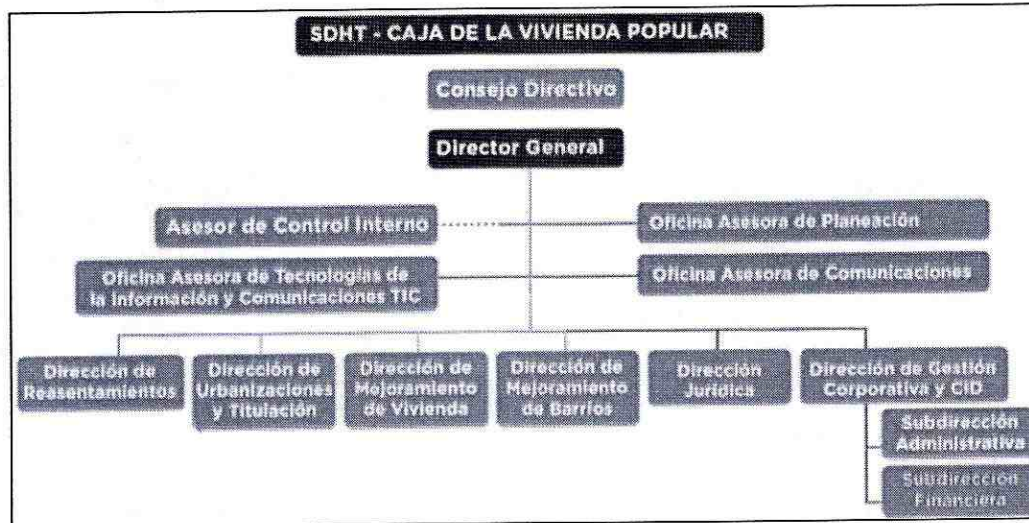 SDHT - CAJA DE LA VIVIENDA POPULAR
Consejo Directivo
Director General
Asesor de Control Interno
Oficina Asesora de Planeación
Oficina Asesora de Tecnologías de
la Información y Comunicaciones TIC
Oficina Asesora de Comunicaciones
Dirección de
Reasentamientos
Dirección de
Urbanizaciones
y Titulación
Dirección de
Mejoramiento
de Vivienda
Dirección de
Mejoramiento
de Barrios
Dirección
Jurídica
Dirección de Gestión
Corporativa y CID
Subdirección
Administrativa
Subdirección
Financiera